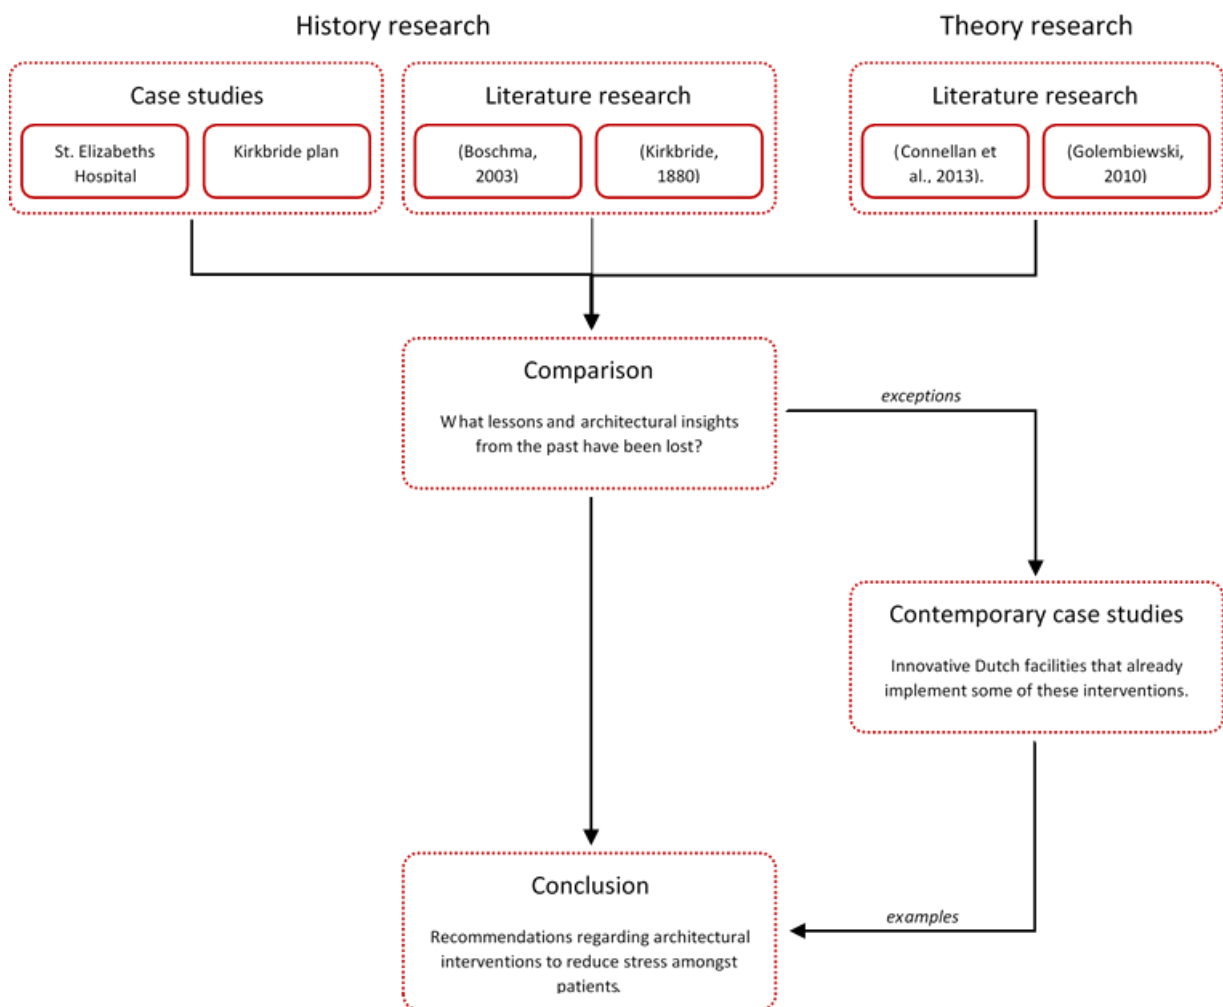 History research
Theory research
Case studies
St. Elizabeths
Hospital
Kirkbride plan
Literature research
(Boschma,
2003)
(Kirkbride,
1880)
Literature research
(Connellan et
al., 2013).
(Golembiewski,
2010)
Comparison
What lessons and architectural insights
from the past have been lost?
exceptions
Contemporary case studies
Innovative Dutch facilities that already
implement some of these interventions.
Conclusion
Recommendations regarding architectural
interventions to reduce stress amongst
patients.
examples